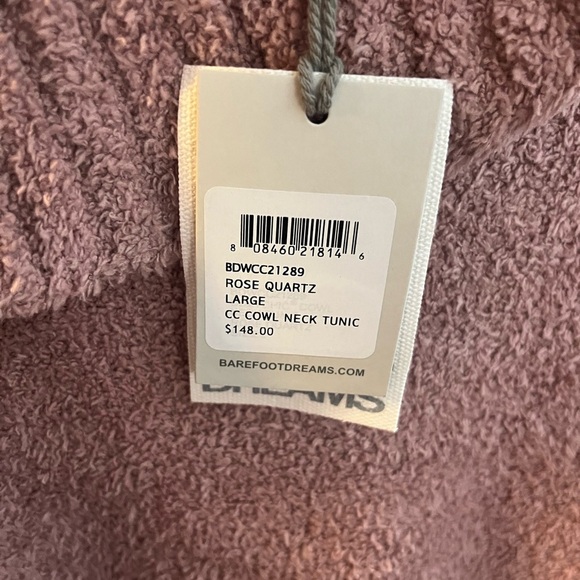 8 08460 21814 6
BDWCC21289
ROSE QUARTZ
LARGE
CC COWL NECK TUNIC
$148.00
BAREFOOTDREAMS.COM
DREAMS